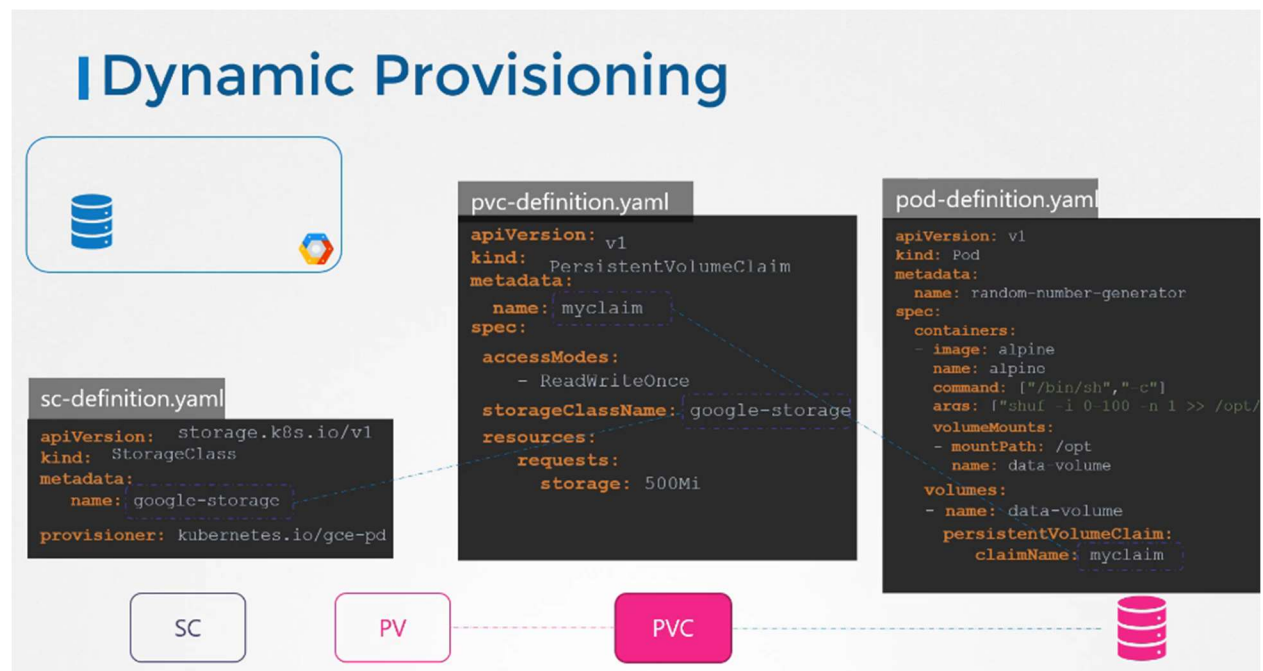 Dynamic Provisioning
sc-definition.yaml
apiVersion: storage.k8s.io/v1
kind: StorageClass
metadata:
name: google-storage
provisioner: kubernetes.io/gce-pd
pvc-definition.yaml
apiVersion: v1
kind: PersistentVolumeClaim
metadata:
name: myclaim
spec:
accessModes:
- ReadWriteOnce
storageClassName: google-storage
resources:
requests:
storage: 500Mi
pod-definition.yaml
apiVersion: v1
kind: Pod
metadata:
name: random-number-generator
spec:
containers:
- image: alpine
name: alpine
command: ["/bin/sh","-c"]
args: ["shuf -i 0-100 -n 1 >> /opt/
volumeMounts:
- mountPath: /opt
name: data-volume
volumes:
- name: data-volume
persistentVolumeClaim:
claimName: myclaim
SC
PV
PVC